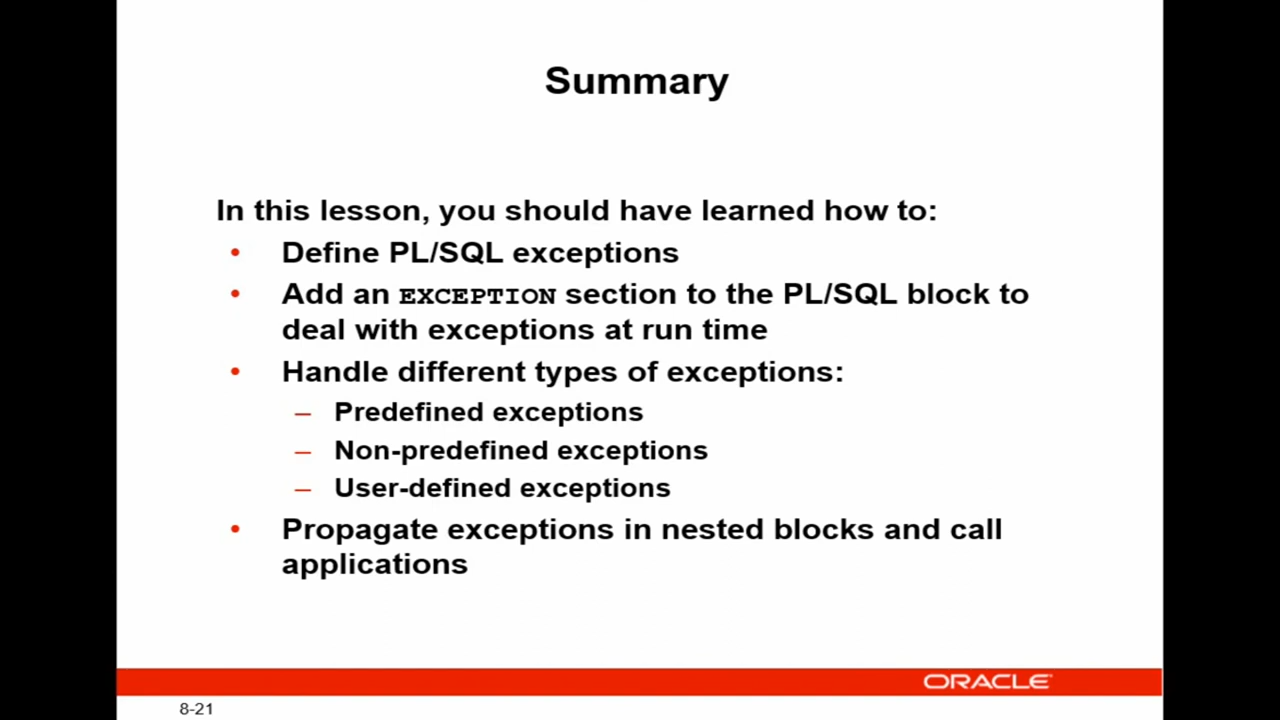 Summary
In this lesson, you should have learned how to:
• Define PL/SQL exceptions
• Add an EXCEPTION section to the PL/SQL block to
deal with exceptions at run time
• Handle different types of exceptions:
– Predefined exceptions
– Non-predefined exceptions
– User-defined exceptions
• Propagate exceptions in nested blocks and call
applications
ORACLE
8-21